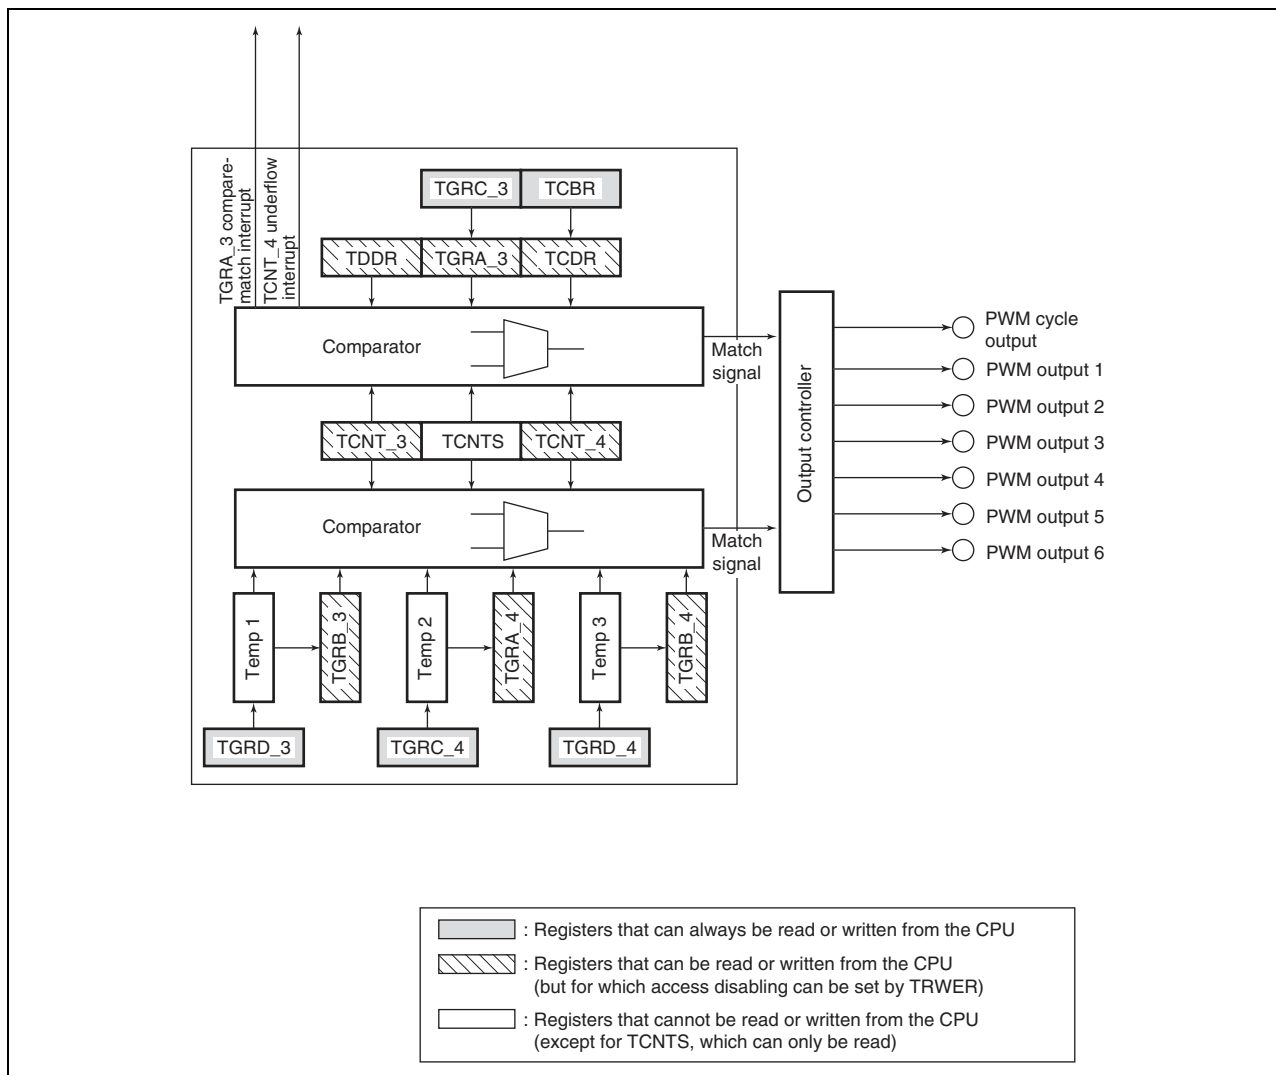 TGRA_3 compare-
match interrupt
TCNT_4 underflow
interrupt
TGRC_3
TCBR
TDDR
TGRA_3
TCDR
Comparator
Match
signal
TCNT_3
TCNTS
TCNT_4
Comparator
Match
signal
Temp 1
TGRB_3
Temp 2
TGRA_4
Temp 3
TGRB_4
TGRD_3
TGRC_4
TGRD_4
Output controller
PWM cycle
output
PWM output 1
PWM output 2
PWM output 3
PWM output 4
PWM output 5
PWM output 6
: Registers that can always be read or written from the CPU
: Registers that can be read or written from the CPU
(but for which access disabling can be set by TRWER)
: Registers that cannot be read or written from the CPU
(except for TCNTS, which can only be read)